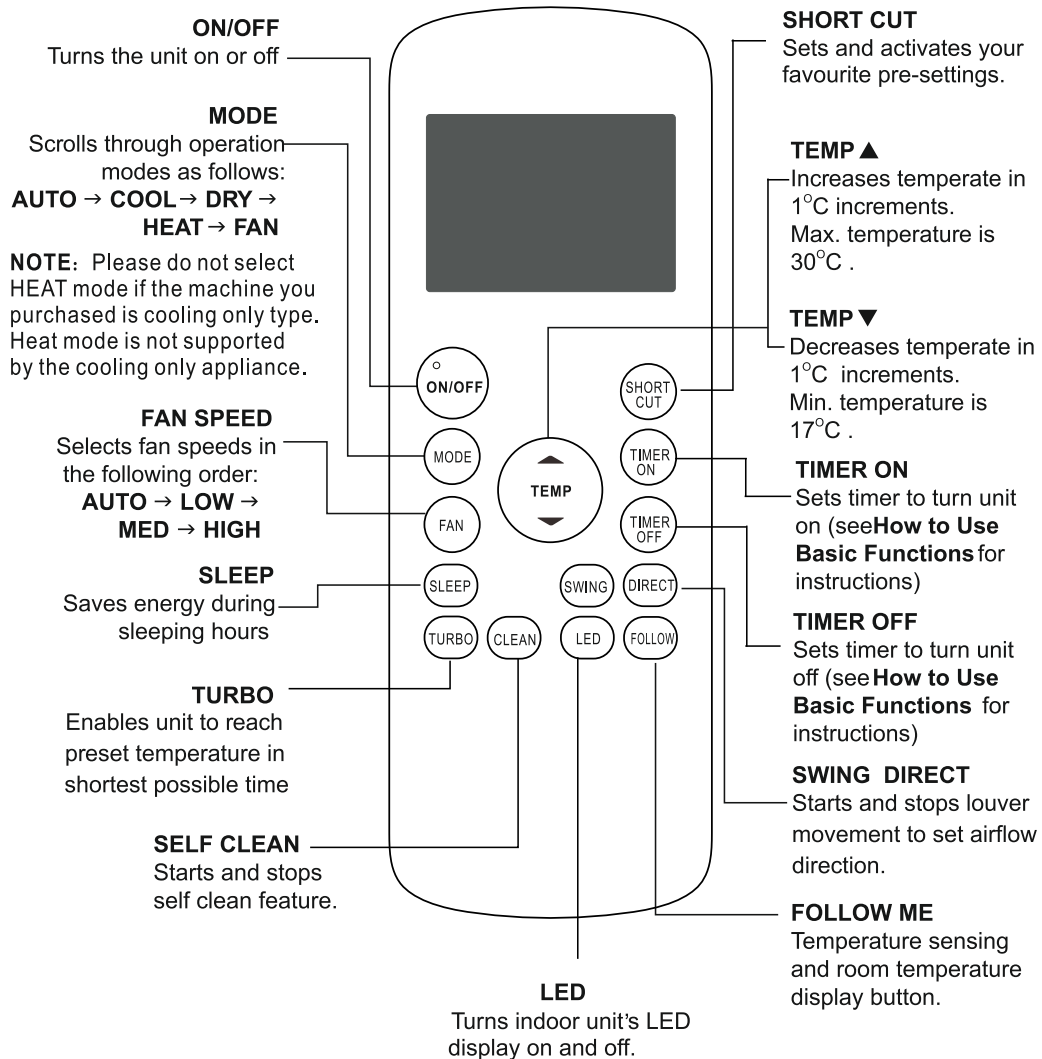 ON/OFF
Turns the unit on or off
MODE
Scrolls through operation
modes as follows:
AUTO → COOL → DRY →
HEAT → FAN
NOTE: Please do not select
HEAT mode if the machine you
purchased is cooling only type.
Heat mode is not supported
by the cooling only appliance.
FAN SPEED
Selects fan speeds in
the following order:
AUTO → LOW →
MED → HIGH
SLEEP
Saves energy during
sleeping hours
TURBO
Enables unit to reach
preset temperature in
shortest possible time
SELF CLEAN
Starts and stops
self clean feature.
ON/OFF
MODE
FAN
SLEEP
TURBO
CLEAN
TEMP
SHORT
CUT
TIMER
ON
TIMER
OFF
SWING
DIRECT
LED
FOLLOW
LED
Turns indoor unit's LED
display on and off.
SHORT CUT
Sets and activates your
favourite pre-settings.
TEMP ▲
Increases temperate in
1°C increments.
Max. temperature is
30°C .
TEMP ▼
Decreases temperate in
1°C increments.
Min. temperature is
17°C .
TIMER ON
Sets timer to turn unit
on (see How to Use
Basic Functions for
instructions)
TIMER OFF
Sets timer to turn unit
off (see How to Use
Basic Functions for
instructions)
SWING DIRECT
Starts and stops louver
movement to set airflow
direction.
FOLLOW ME
Temperature sensing
and room temperature
display button.